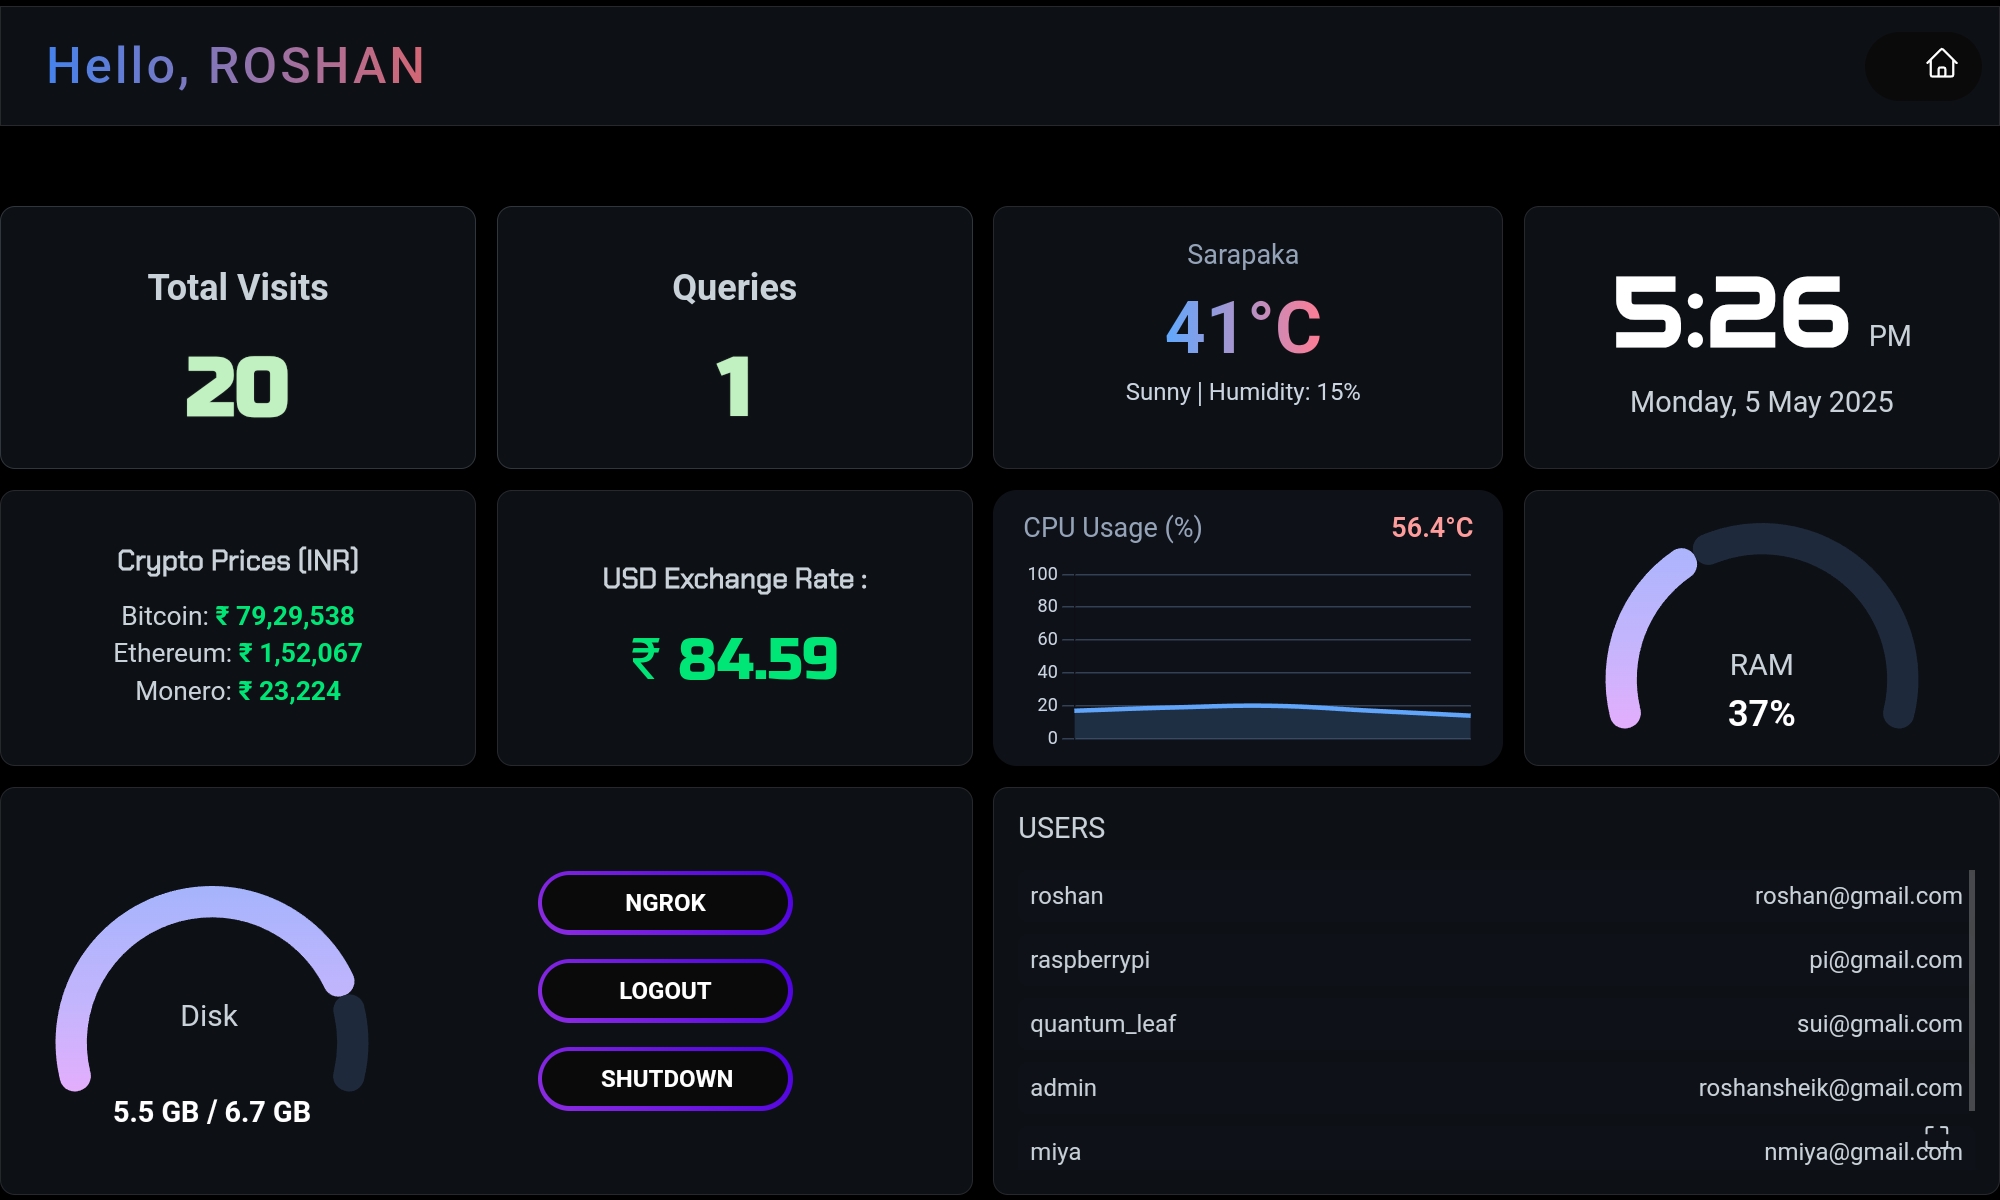 Hello, ROSHAN
Total Visits
20
Queries
1
Sarapaka
41°C
Sunny | Humidity: 15%
5:26 PM
Monday, 5 May 2025
Crypto Prices (INR)
Bitcoin: ₹ 79,29,538
Ethereum: ₹ 1,52,067
Monero: ₹ 23,224
USD Exchange Rate :
₹ 84.59
CPU Usage (%) 56.4°C
100
80
60
40
20
0
RAM
37%
Disk
5.5 GB / 6.7 GB
NGROK
LOGOUT
SHUTDOWN
USERS
roshan roshan@gmail.com
raspberrypi pi@gmail.com
quantum_leaf sui@gmali.com
admin roshansheik@gmail.com
miya nmiya@gmail.com